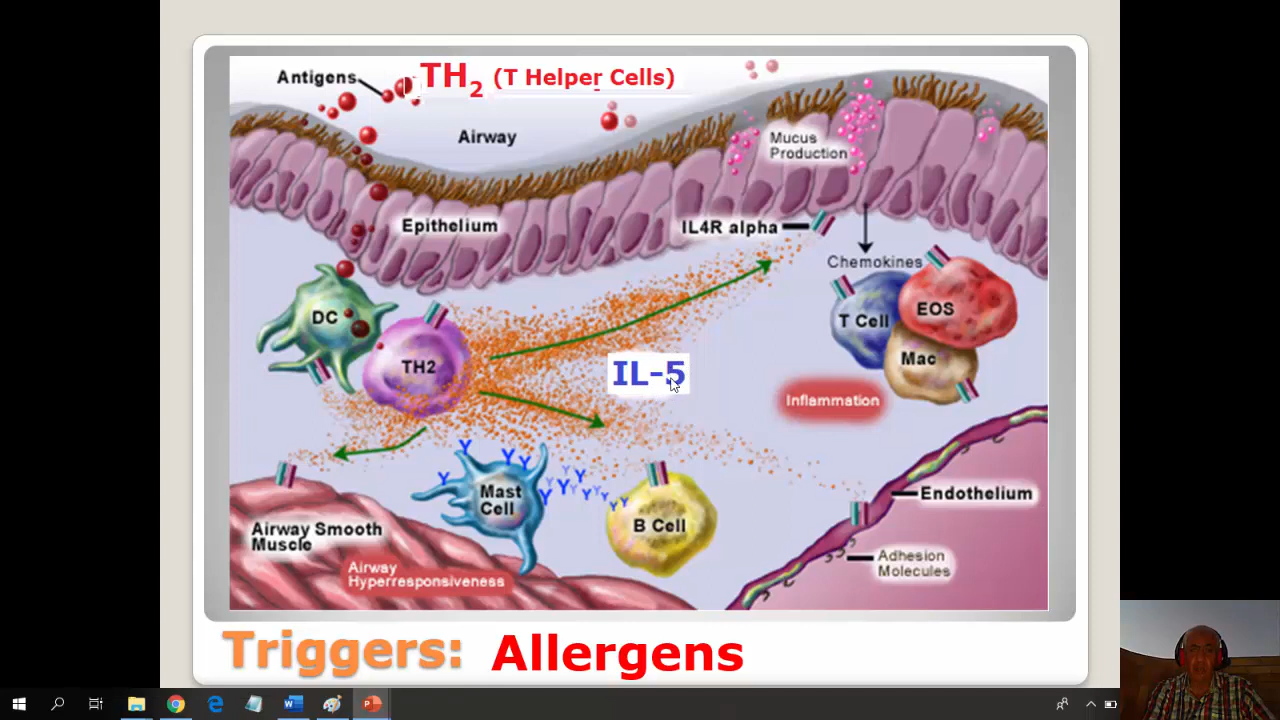 Antigens
TH2 (T Helper Cells)
Airway
Mucus
Production
Epithelium
IL4R alpha
Chemokines
DC
T Cell
EOS
TH2
Mac
IL-5
Inflammation
Mast
Cell
B Cell
Endothelium
Airway Smooth
Muscle
Airway
Hyperresponsiveness
Adhesion
Molecules
Triggers: Allergens